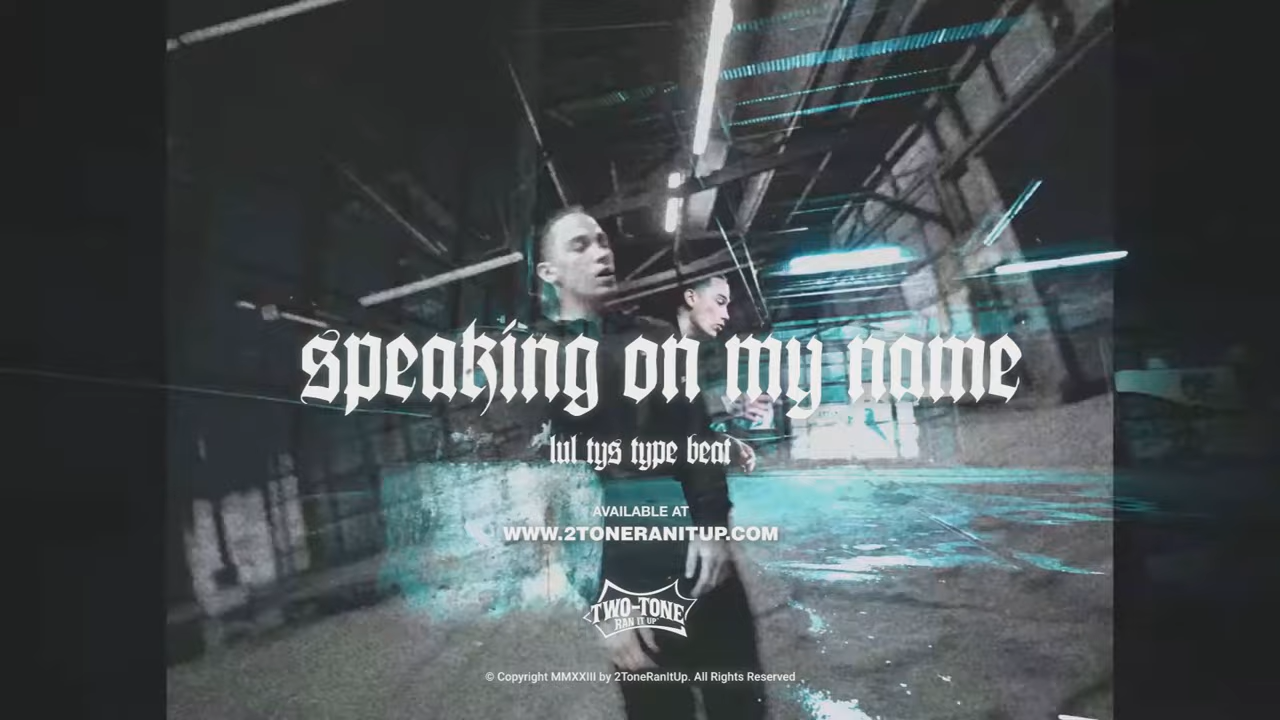 speaking on my name
lul tys type beat
AVAILABLE AT
WWW.2TONERANITUP.COM
TWO-TONE
RAN IT UP
© Copyright MMXXIII by 2ToneRanItUp. All Rights Reserved